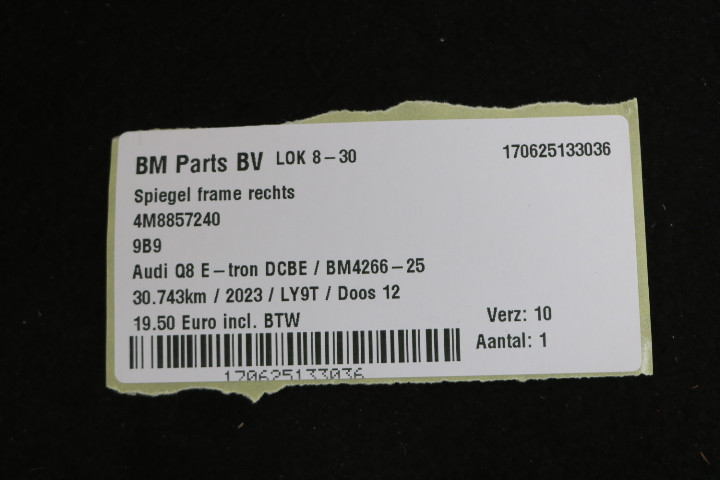 BM Parts BV LOK 8-30 170625133036
Spiegel frame rechts
4M8857240
9B9
Audi Q8 E-tron DCBE / BM4266-25
30.743km / 2023 / LY9T / Doos 12
19.50 Euro incl. BTW Verz: 10
Aantal: 1
170625133036